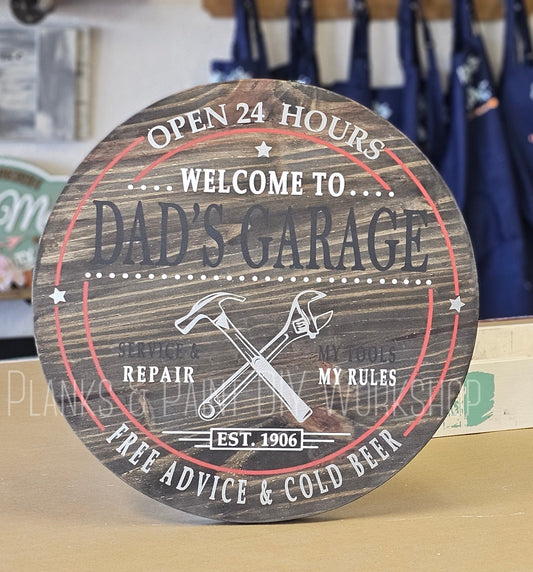 OPEN 24 HOURS
WELCOME TO
DAD'S GARAGE
SERVICE &
REPAIR
MY TOOLS
MY RULES
EST. 1906
FREE ADVICE & COLD BEER
PLANKS & PAINT DIY WORKSHOP